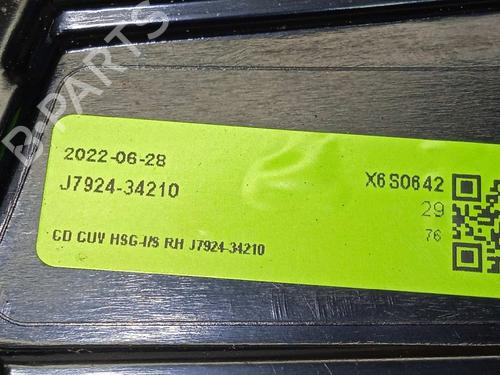 B-PARTS
2022-06-28
J7924-34210
X6S0642
29
76
CD CUV HSG-I/S RH J7924-34210